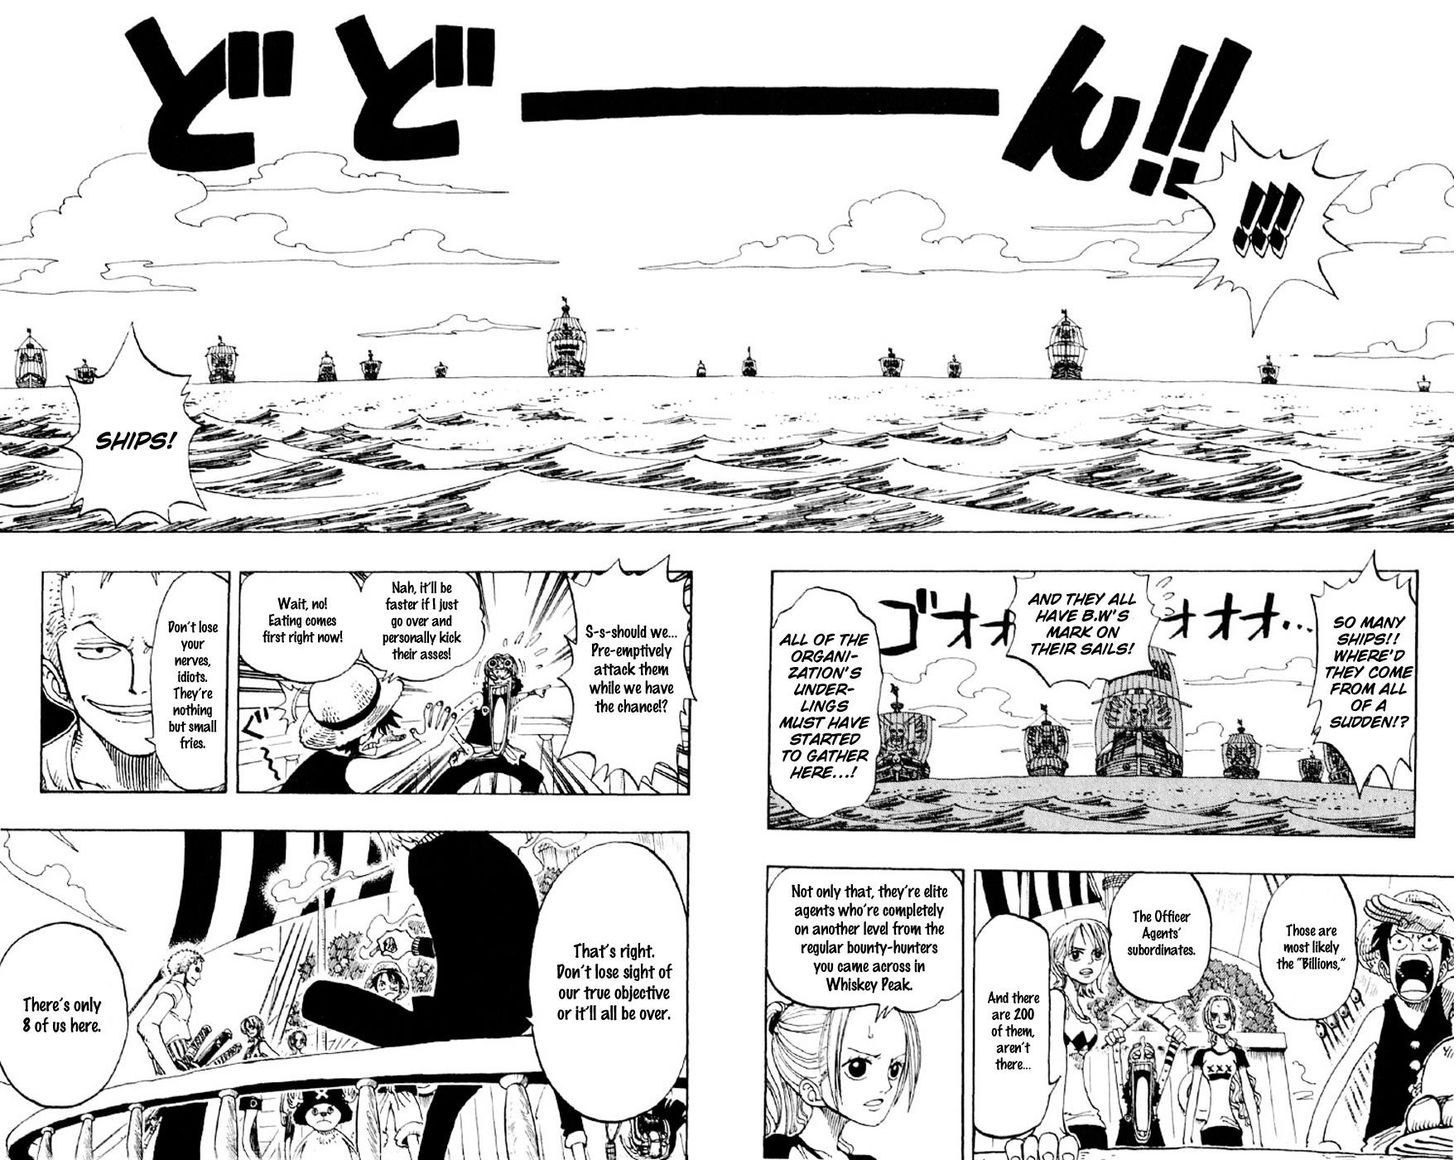 どどーん!!
!!!
SHIPS!
SO MANY
SHIPS!!
WHERE'D
THEY COME
FROM ALL
OF A
SUDDEN!?
AND THEY ALL
HAVE B.W'S
MARK ON
THEIR SAILS!
ゴオオ
オオオ...
ALL OF THE
ORGANI-
ZATION'S
UNDER-
LINGS
MUST HAVE
STARTED
TO GATHER
HERE...!
Those are
most likely
the "Billions,"
The Officer
Agents'
subordinates.
And there
are 200
of them,
aren't
there...
XXX
Not only that, they're elite
agents who're completely
on another level from the
regular bounty-hunters
you came across in
Whiskey Peak.
S-s-should we...
Pre-emptively
attack them
while we have
the chance!?
Nah, it'll be
faster if I just
go over and
personally kick
their asses!
Wait, no!
Eating comes
first right now!
ぐ
Don't lose
your
nerves,
idiots.
They're
nothing
but small
fries.
That's right.
Don't lose sight of
our true objective
or it'll all be over.
There's only
8 of us here.